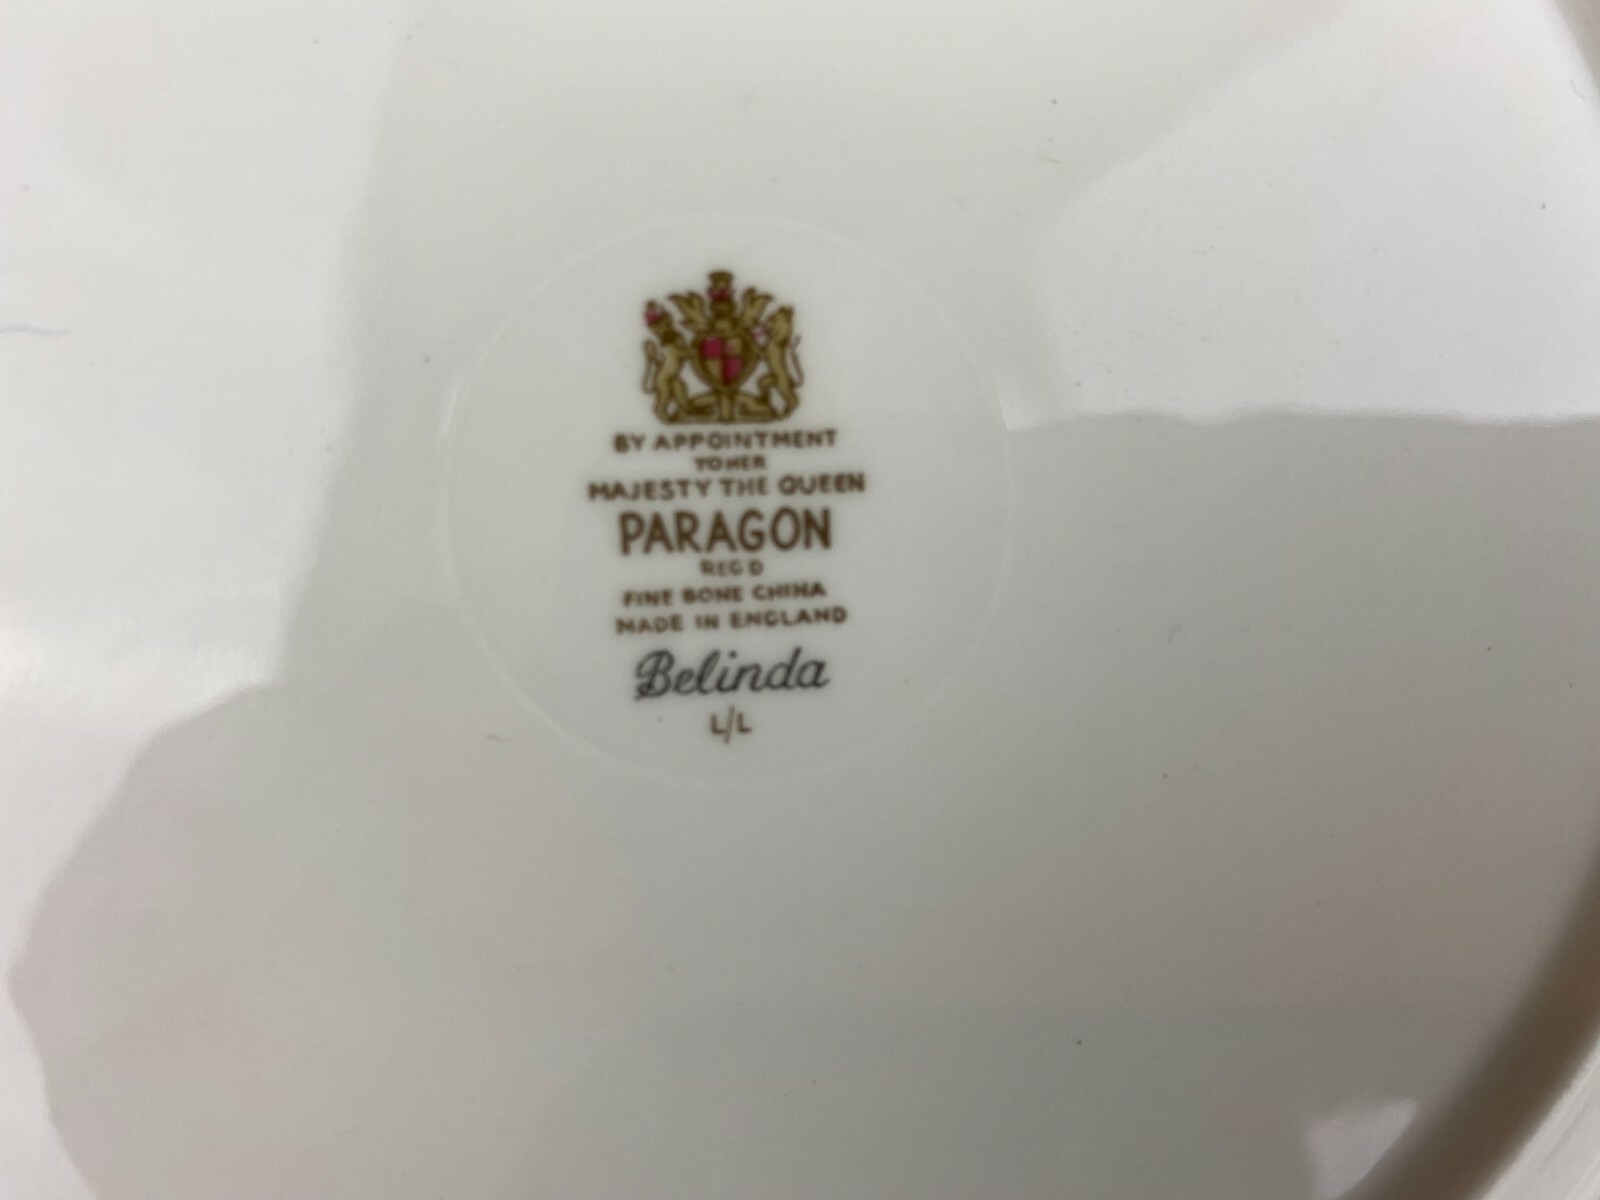 BY APPOINTMENT
TO HER
MAJESTY THE QUEEN
PARAGON
REG'D
FINE BONE CHINA
MADE IN ENGLAND
Belinda
L/L